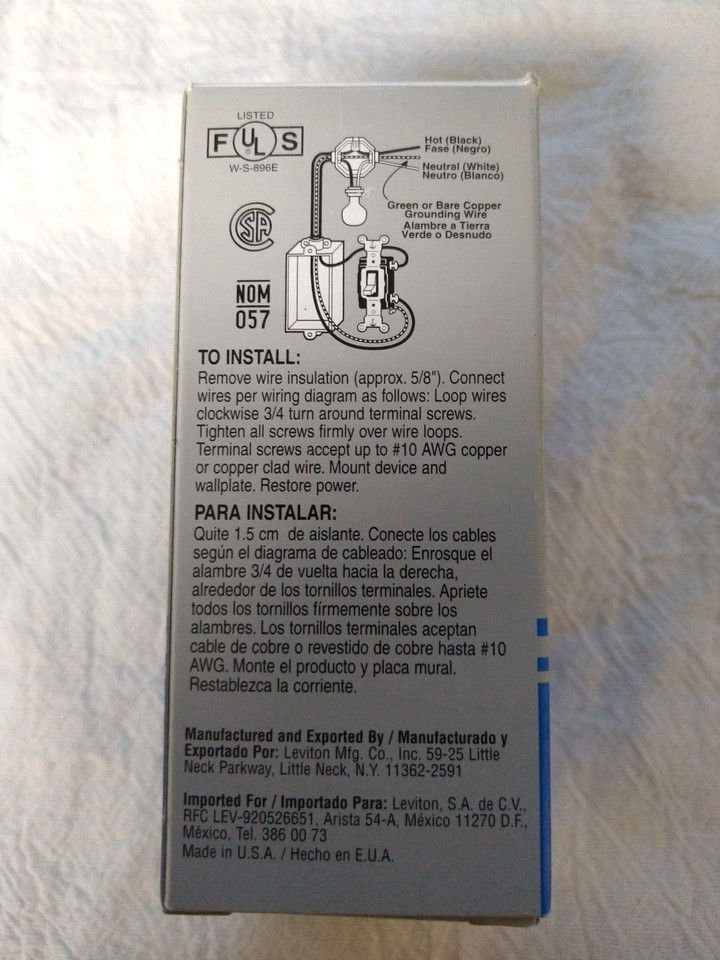 LISTED
F UL S
W-S-896E
Hot (Black)
Fase (Negro)
Neutral (White)
Neutro (Blanco)
Green or Bare Copper
Grounding Wire
Alambre a Tierra
Verde o Desnudo
CSA
NOM
057
TO INSTALL:
Remove wire insulation (approx. 5/8"). Connect
wires per wiring diagram as follows: Loop wires
clockwise 3/4 turn around terminal screws.
Tighten all screws firmly over wire loops.
Terminal screws accept up to #10 AWG copper
or copper clad wire. Mount device and
wallplate. Restore power.
PARA INSTALAR:
Quite 1.5 cm de aislante. Conecte los cables
según el diagrama de cableado: Enrosque el
alambre 3/4 de vuelta hacia la derecha,
alrededor de los tornillos terminales. Apriete
todos los tornillos fírmemente sobre los
alambres. Los tornillos terminales aceptan
cable de cobre o revestido de cobre hasta #10
AWG. Monte el producto y placa mural.
Restablezca la corriente.
Manufactured and Exported By / Manufacturado y
Exportado Por: Leviton Mfg. Co., Inc. 59-25 Little
Neck Parkway, Little Neck, N.Y. 11362-2591
Imported For / Importado Para: Leviton, S.A. de C.V.,
RFC LEV-920526651, Arista 54-A, México 11270 D.F.,
México, Tel. 386 00 73
Made in U.S.A. / Hecho en E.U.A.